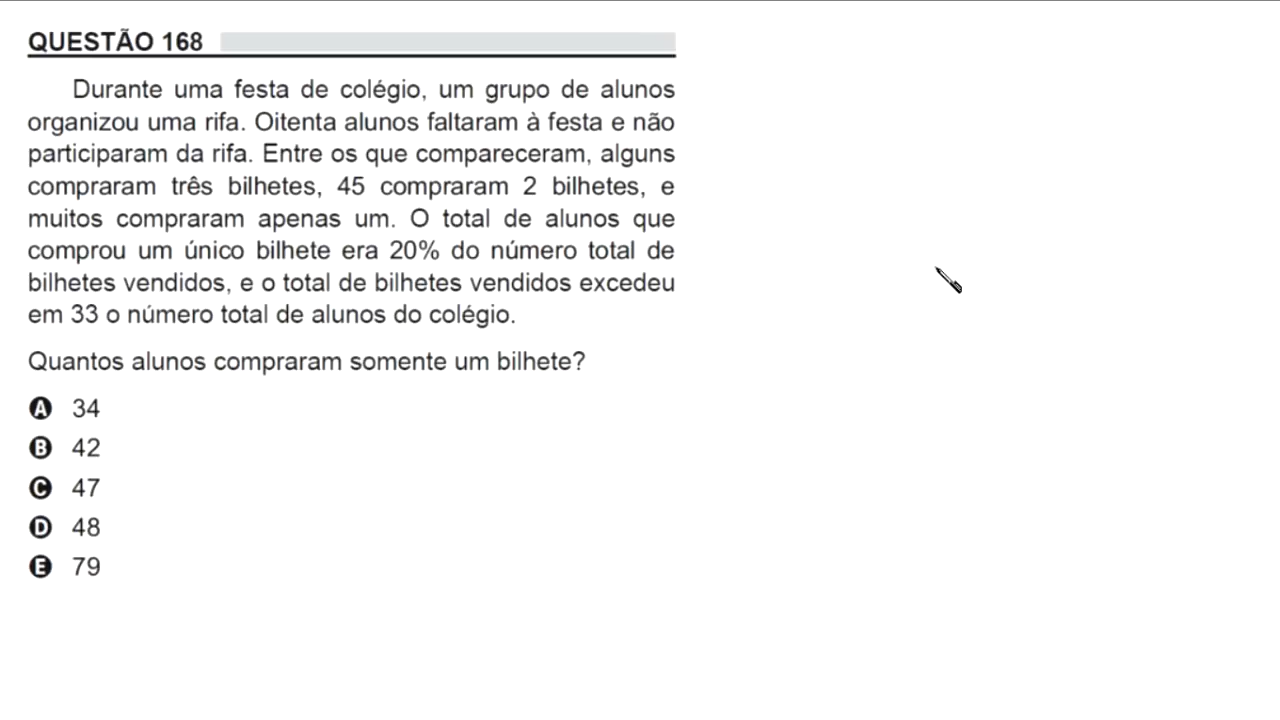 QUESTÃO 168
Durante uma festa de colégio, um grupo de alunos
organizou uma rifa. Oitenta alunos faltaram à festa e não
participaram da rifa. Entre os que compareceram, alguns
compraram três bilhetes, 45 compraram 2 bilhetes, e
muitos compraram apenas um. O total de alunos que
comprou um único bilhete era 20% do número total de
bilhetes vendidos, e o total de bilhetes vendidos excedeu
em 33 o número total de alunos do colégio.
Quantos alunos compraram somente um bilhete?
A 34
B 42
C 47
D 48
E 79